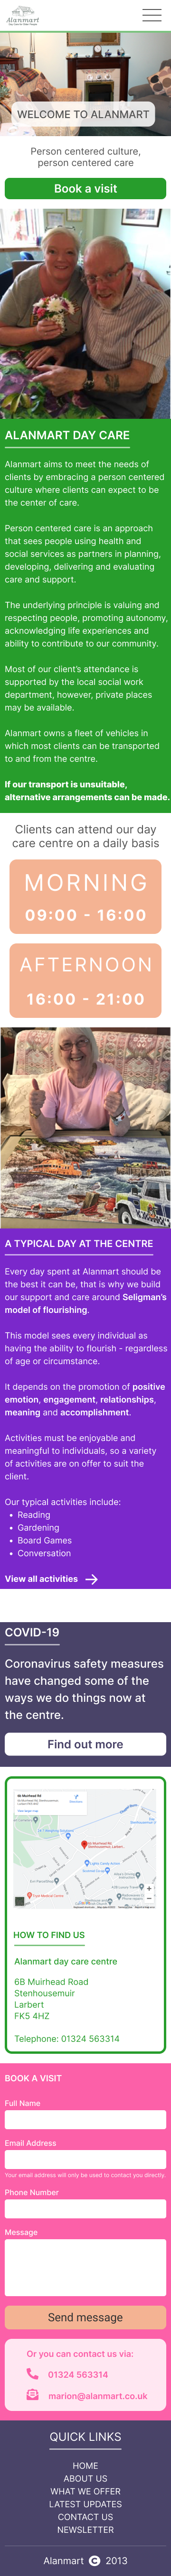 Alanmart
WELCOME TO ALANMART
Person centered culture,
person centered care
Book a visit
ALANMART DAY CARE
Alanmart aims to meet the needs of
clients by embracing a person centered
culture where clients can expect to be
the center of care.
Person centered care is an approach
that sees people using health and
social services as partners in planning,
developing, delivering and evaluating
care and support.
The underlying principle is valuing and
respecting people, promoting autonomy,
acknowledging life experiences and
ability to contribute to our community.
Most of our client's attendance is
supported by the local social work
department, however, private places
may be available.
Alanmart owns a fleet of vehicles in
which most clients can be transported
to and from the centre.
If our transport is unsuitable,
alternative arrangements can be made.
Clients can attend our day
care centre on a daily basis
MORNING
09:00 - 16:00
AFTERNOON
16:00 - 21:00
A TYPICAL DAY AT THE CENTRE
Every day spent at Alanmart should be
the best it can be, that is why we build
our support and care around Seligman's
model of flourishing.
This model sees every individual as
having the ability to flourish - regardless
of age or circumstance.
It depends on the promotion of positive
emotion, engagement, relationships,
meaning and accomplishment.
Activities must be enjoyable and
meaningful to individuals, so a variety
of activities are on offer to suit the
client.
Our typical activities include:
• Reading
• Gardening
• Board Games
• Conversation
View all activities
COVID-19
Coronavirus safety measures
have changed some of the
ways we do things now at
the centre.
Find out more
HOW TO FIND US
Alanmart day care centre
6B Muirhead Road
Stenhousemuir
Larbert
FK5 4HZ
Telephone: 01324 563314
BOOK A VISIT
Full Name
Email Address
Your email address will only be used to contact you directly.
Phone Number
Message
Send message
Or you can contact us via:
01324 563314
marion@alanmart.co.uk
QUICK LINKS
HOME
ABOUT US
WHAT WE OFFER
LATEST UPDATES
CONTACT US
NEWSLETTER
Alanmart © 2013